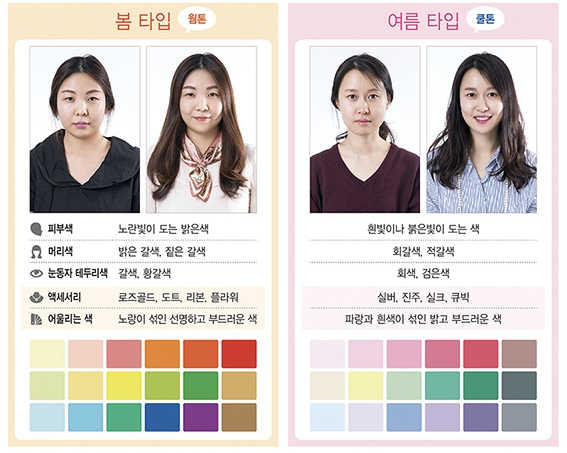 봄 타입 웜톤
피부색 노란빛이 도는 밝은색
머리색 밝은 갈색, 짙은 갈색
눈동자 테두리색 갈색, 황갈색
액세서리 로즈골드, 도트, 리본, 플라워
어울리는 색 노랑이 섞인 선명하고 부드러운 색
여름 타입 쿨톤
흰빛이나 붉은빛이 도는 색
회갈색, 적갈색
회색, 검은색
실버, 진주, 실크, 큐빅
파랑과 흰색이 섞인 밝고 부드러운 색